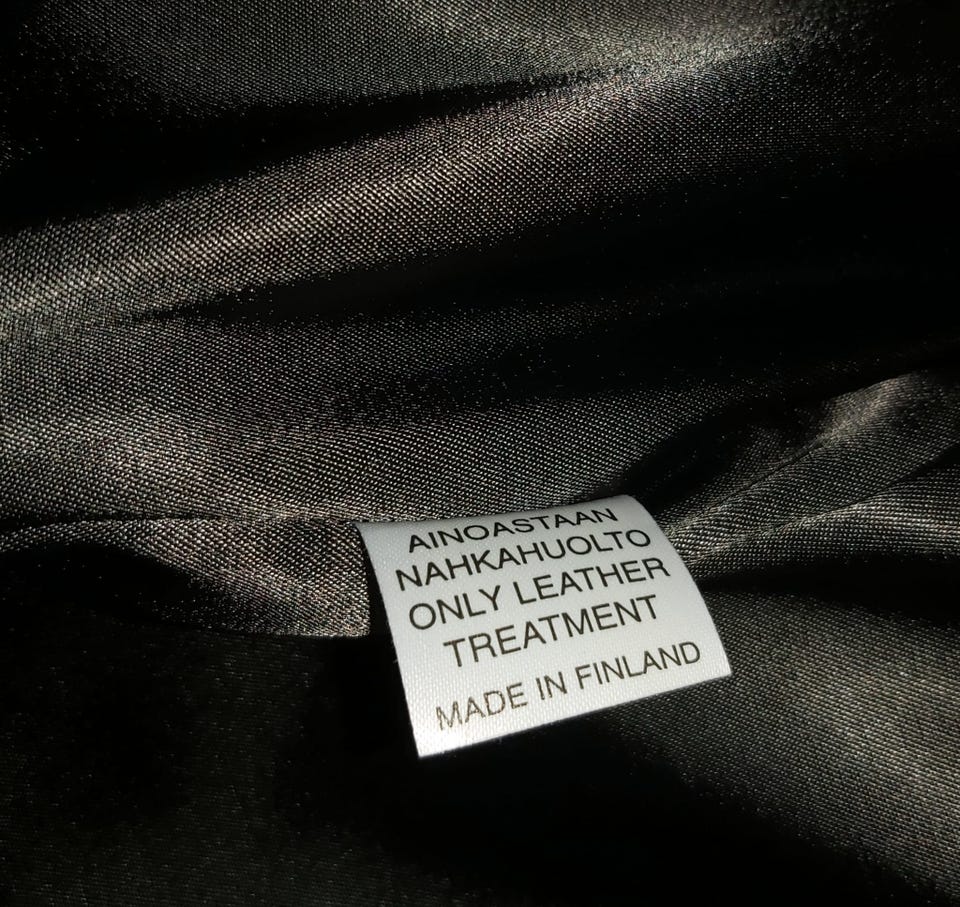 AINOASTAAN
NAHKAHUOLTO
ONLY LEATHER
TREATMENT
MADE IN FINLAND